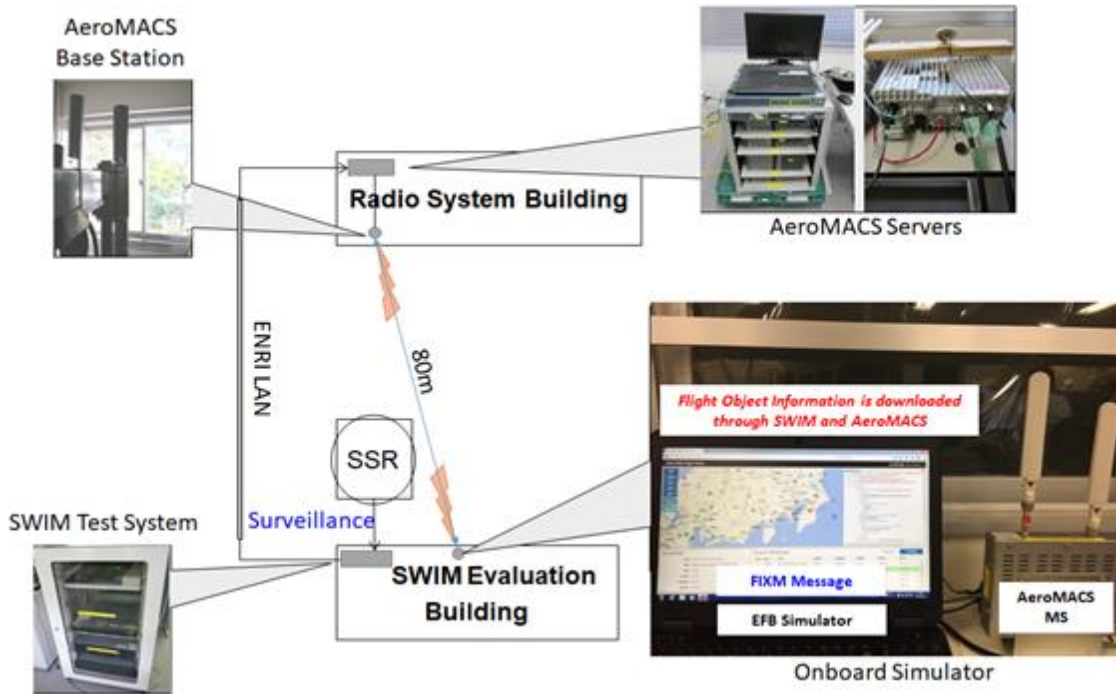 AeroMACS
Base Station
Radio System Building
AeroMACS Servers
ENRI LAN
80m
Flight Object Information is downloaded
through SWIM and AeroMACS
SSR
SWIM Test System
Surveillance
SWIM Evaluation
Building
FIXM Message
EFB Simulator
AeroMACS
MS
Onboard Simulator